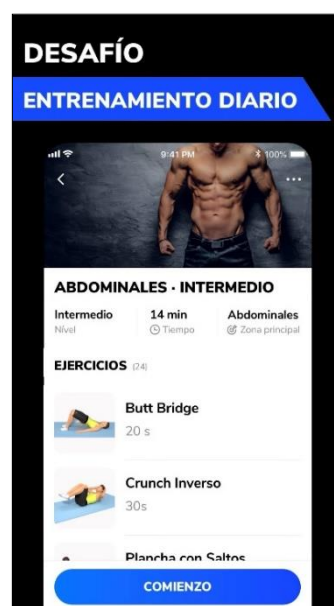 DESAFÍO
ENTRENAMIENTO DIARIO
9:41 PM 100%
ABDOMINALES · INTERMEDIO
Intermedio 14 min Abdominales
Nível Tiempo Zona principal
EJERCICIOS (24)
Butt Bridge
20 s
Crunch Inverso
30s
Plancha con Saltos
COMIENZO